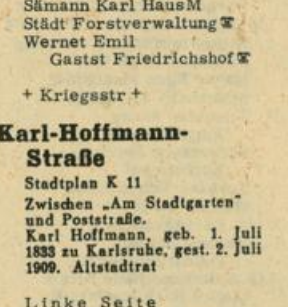 Sämann Karl HausM
Städt Forstverwaltung ☎
Wernet Emil
Gastst Friedrichshof ☎
+ Kriegsstr +
Karl-Hoffmann-
Straße
Stadtplan K 11
Zwischen „Am Stadtgarten“
und Poststraße.
Karl Hoffmann, geb. 1. Juli
1833 zu Karlsruhe, gest. 2. Juli
1909. Altstadtrat
Linke Seite